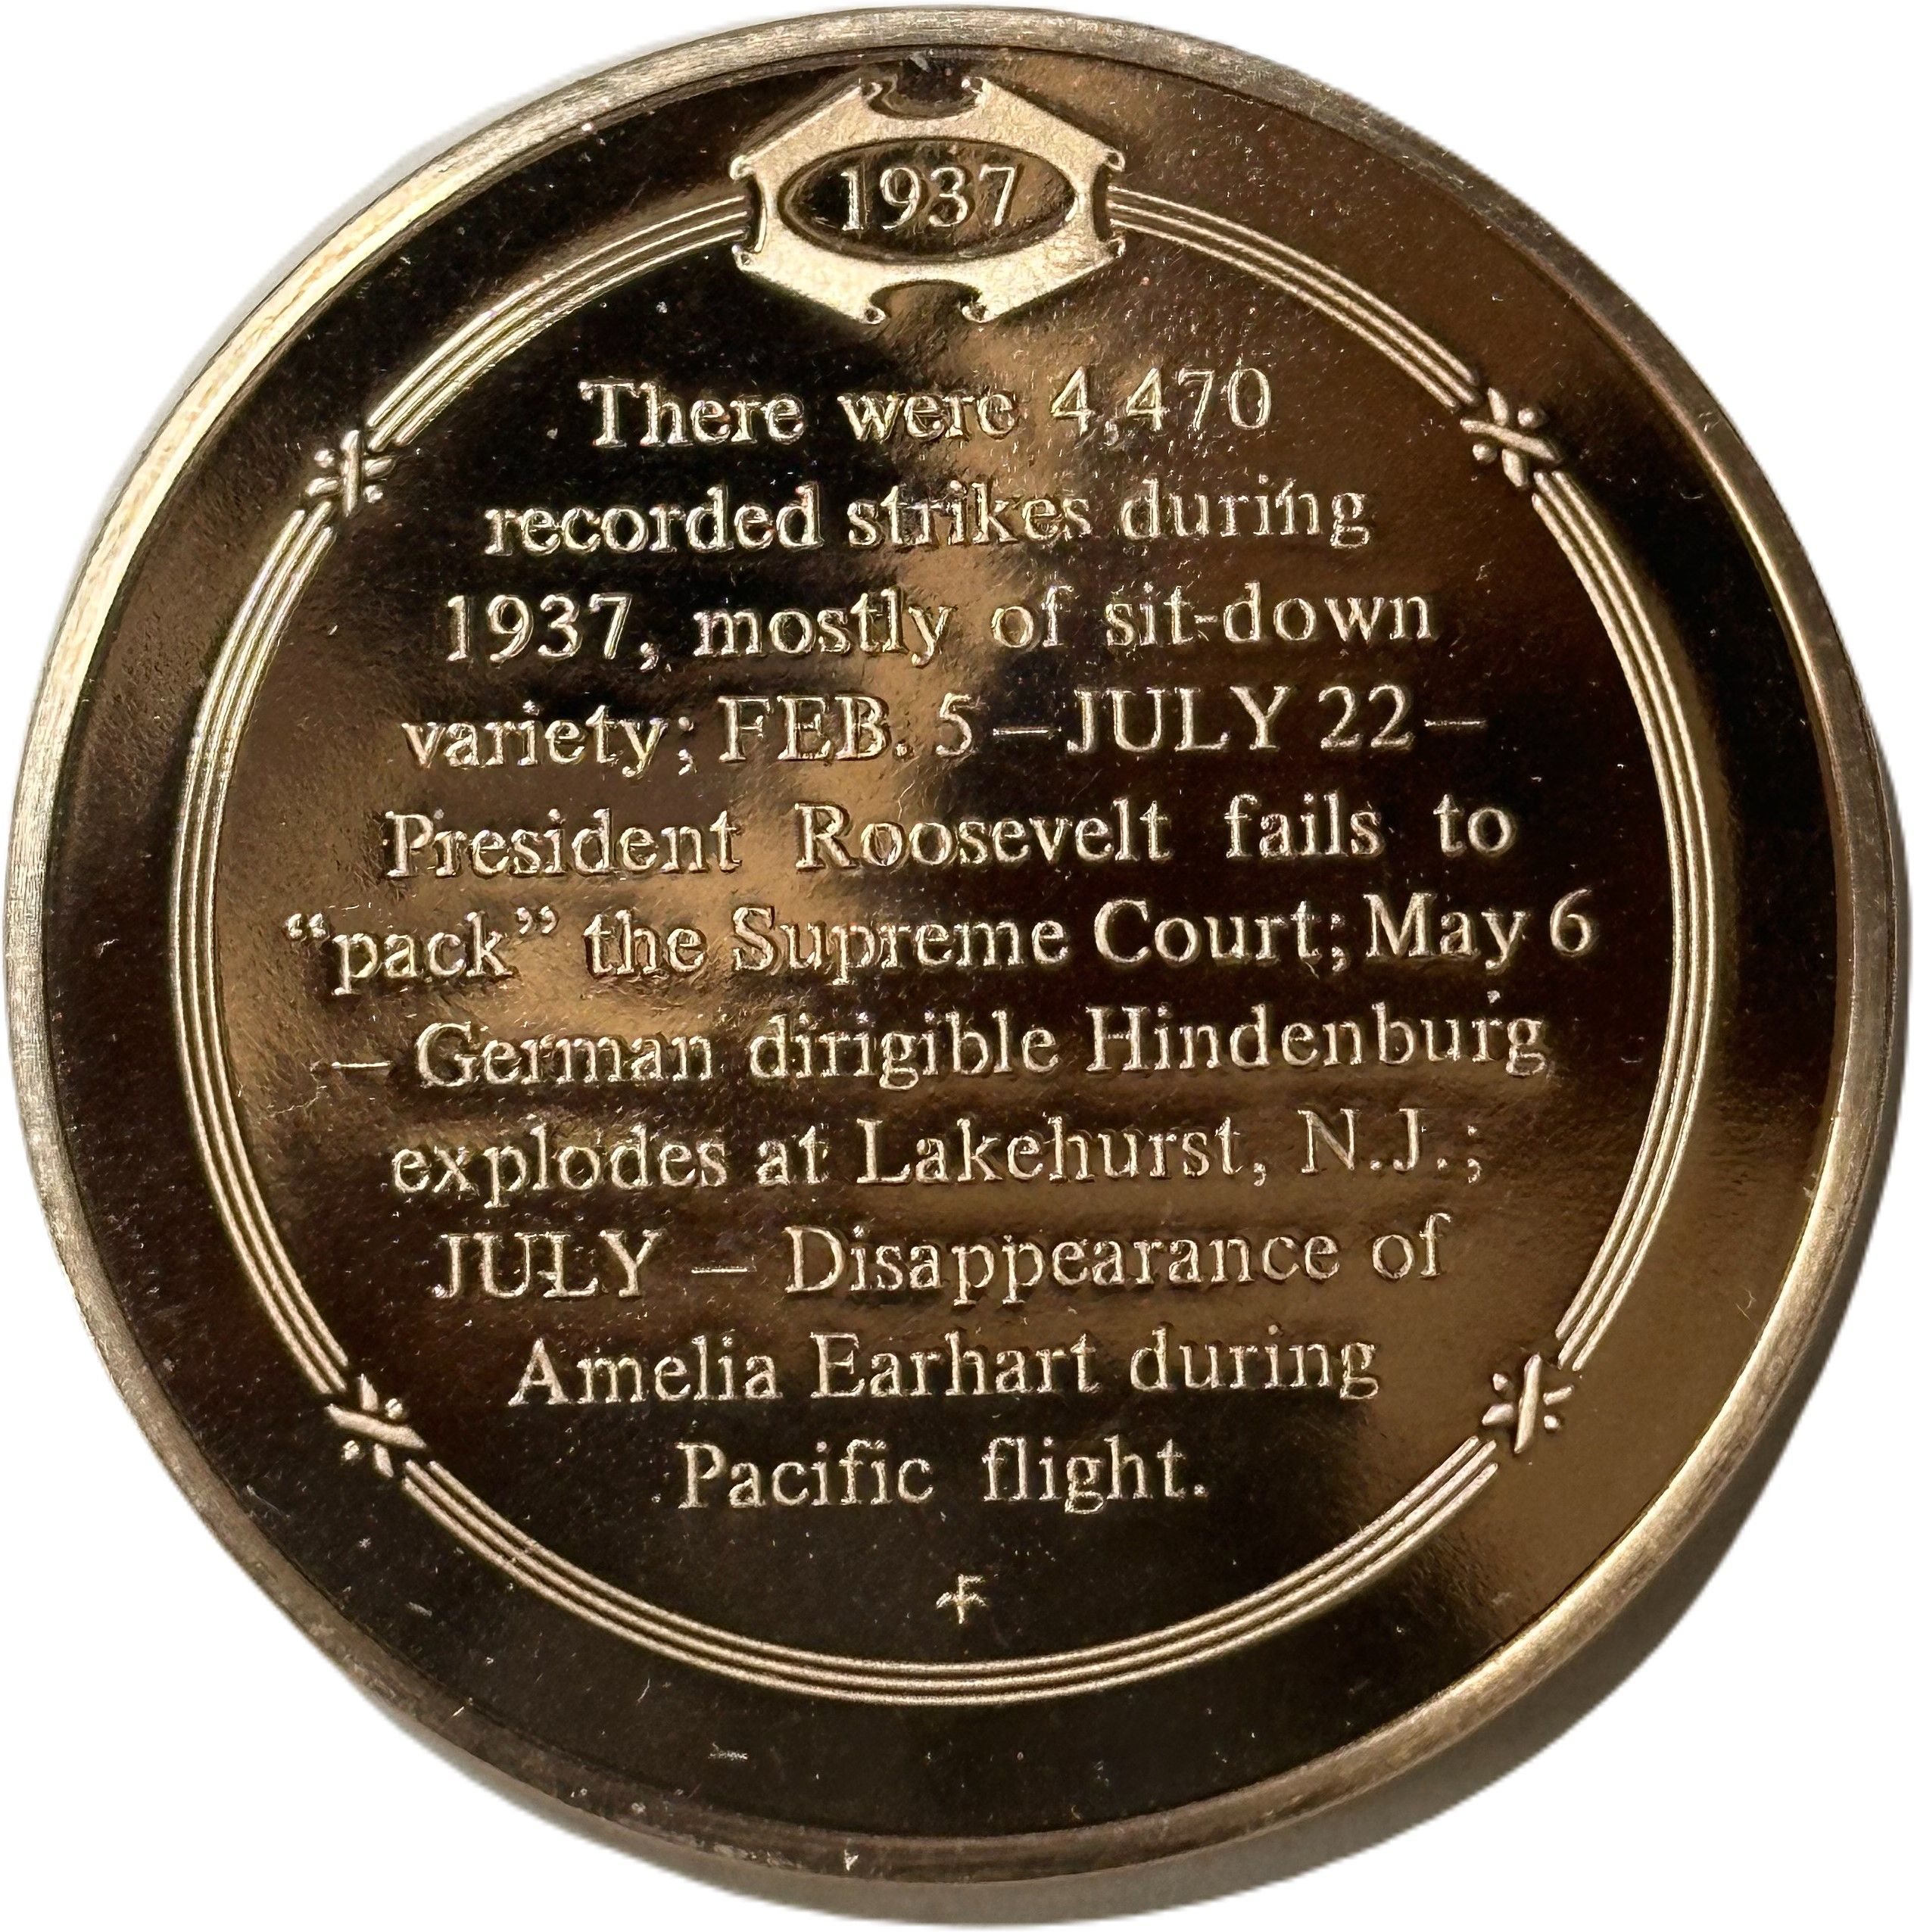 1937
There were 4,470
recorded strikes during
1937, mostly of sit-down
variety; FEB. 5 – JULY 22 –
President Roosevelt fails to
“pack” the Supreme Court; May 6
– German dirigible Hindenburg
explodes at Lakehurst, N.J.;
JULY – Disappearance of
Amelia Earhart during
Pacific flight.